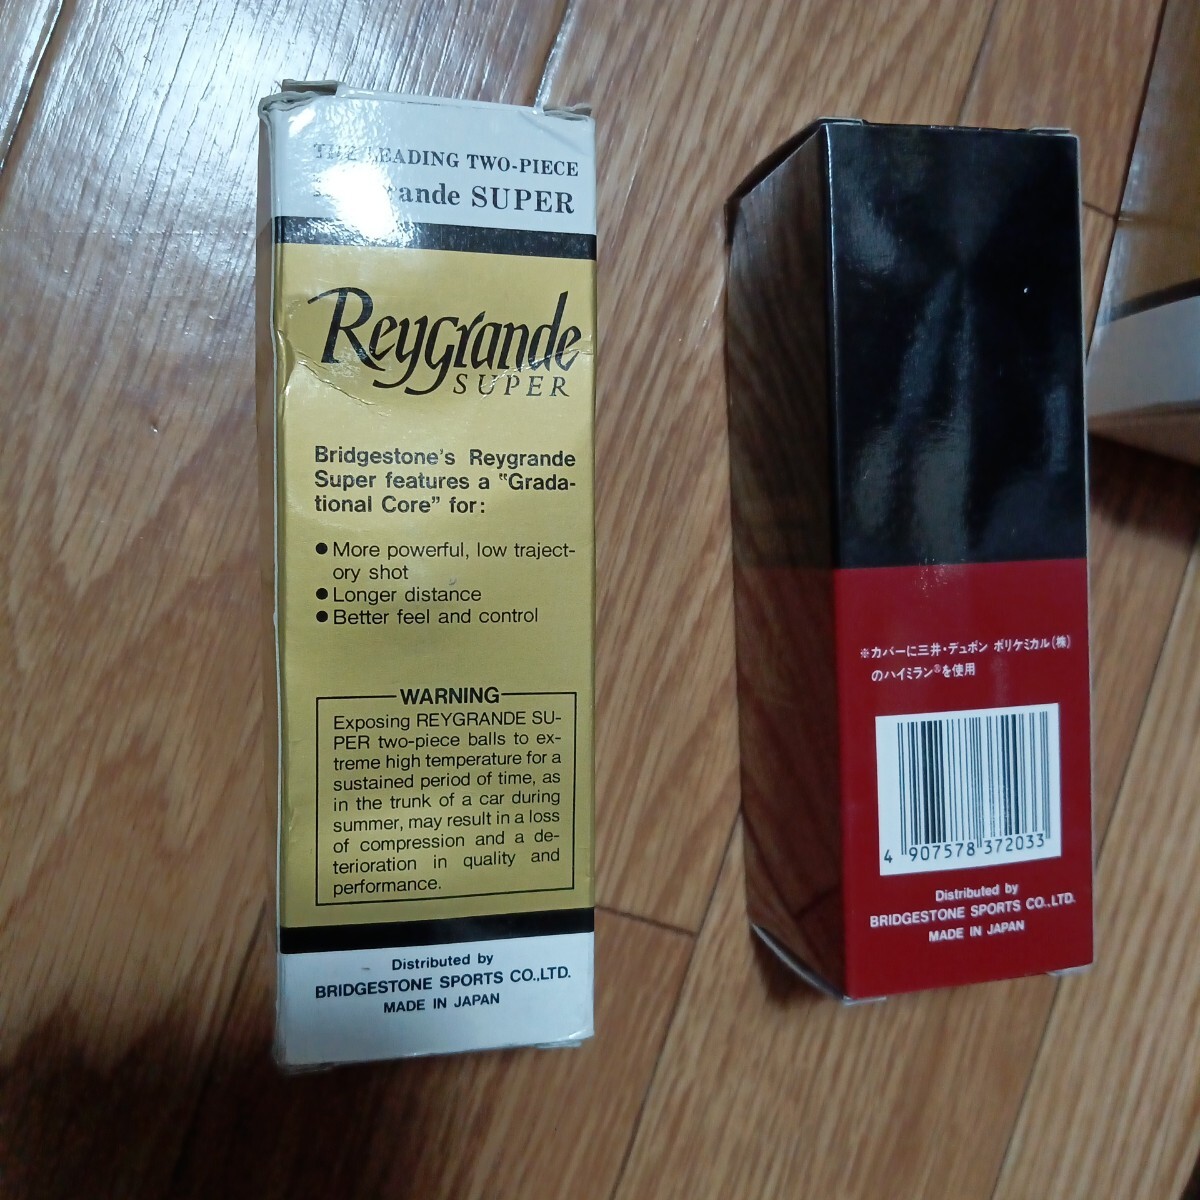 LEADING TWO-PIECE
SUPER
Reygrande
SUPER
Bridgestone's Reygrande
Super features a "Grada-
tional Core" for:
● More powerful, low traject-
ory shot
● Longer distance
● Better feel and control
WARNING
Exposing REYGRANDE SU-
PER two-piece balls to ex-
treme high temperature for a
sustained period of time, as
in the trunk of a car during
summer, may result in a loss
of compression and a de-
terioration in quality and
performance.
Distributed by
BRIDGESTONE SPORTS CO.,LTD.
MADE IN JAPAN
※カバーに三井・デュポン ポリケミカル(株)
のハイミラン®を使用
4 907578 372033
Distributed by
BRIDGESTONE SPORTS CO.,LTD.
MADE IN JAPAN